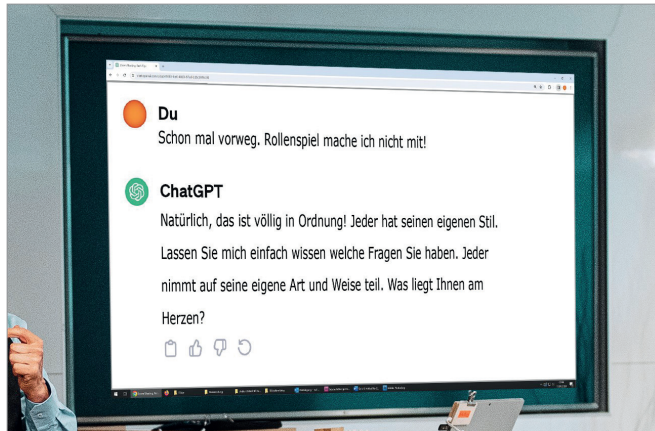 Du
Schon mal vorweg. Rollenspiel mache ich nicht mit!
ChatGPT
Natürlich, das ist völlig in Ordnung! Jeder hat seinen eigenen Stil.
Lassen Sie mich einfach wissen welche Fragen Sie haben. Jeder
nimmt auf seine eigene Art und Weise teil. Was liegt Ihnen am
Herzen?